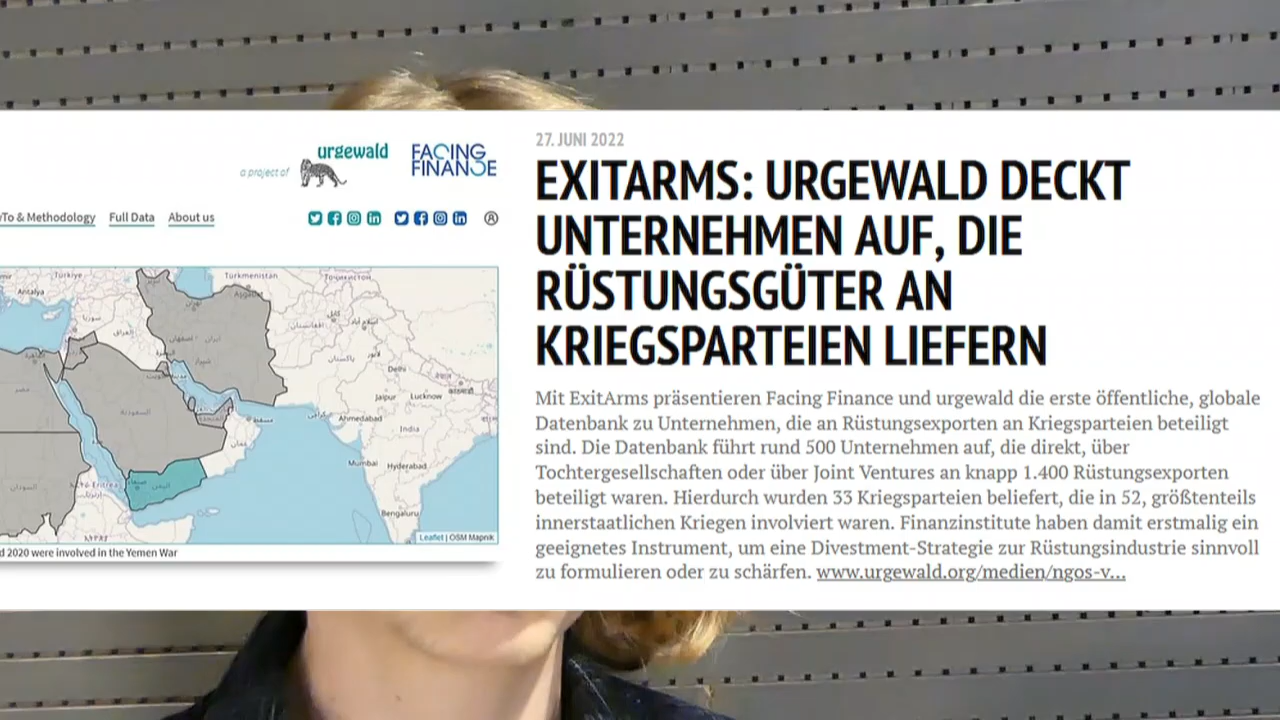 27. JUNI 2022
EXITARMS: URGEWALD DECKT
UNTERNEHMEN AUF, DIE
RÜSTUNGSGÜTER AN
KRIEGSPARTEIEN LIEFERN
Mit ExitArms präsentieren Facing Finance und urgewald die erste öffentliche, globale
Datenbank zu Unternehmen, die an Rüstungsexporten an Kriegsparteien beteiligt
sind. Die Datenbank führt rund 500 Unternehmen auf, die direkt, über
Tochtergesellschaften oder über Joint Ventures an knapp 1.400 Rüstungsexporten
beteiligt waren. Hierdurch wurden 33 Kriegsparteien beliefert, die in 52, größtenteils
innerstaatlichen Kriegen involviert waren. Finanzinstitute haben damit erstmalig ein
geeignetes Instrument, um eine Divestment-Strategie zur Rüstungsindustrie sinnvoll
zu formulieren oder zu schärfen. www.urgewald.org/medien/ngos-v...
a project of
urgewald
FACING
FINANCE
To & Methodology Full Data About us
Türkiye
Antalya
Türkmenistan
Тоҷикистон
Aşgabat
Delhi
Jaipur Lucknow
Ahmedabad
India
Mumbai Hyderabad
Bengaluru
Eritrea
Leaflet | OSM Mapnik
d 2020 were involved in the Yemen War